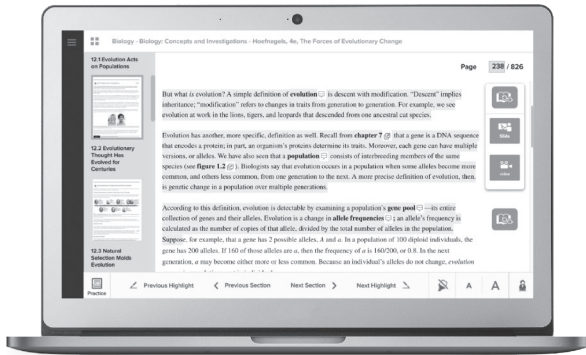 Biology - Biology: Concepts and Investigations - Hoefnagels, 4e, The Forces of Evolutionary Change
12.1 Evolution Acts
on Populations
12.2 Evolutionary
Thought Has
Evolved for
Centuries
12.3 Natural
Selection Molds
Evolution
Page 238 / 826
But what is evolution? A simple definition of evolution is descent with modification. "Descent" implies
inheritance; "modification" refers to changes in traits from generation to generation. For example, we see
evolution at work in the lions, tigers, and leopards that descended from one ancestral cat species.
Evolution has another, more specific, definition as well. Recall from chapter 7 that a gene is a DNA sequence
that encodes a protein; in part, an organism's proteins determine its traits. Moreover, each gene can have multiple
versions, or alleles. We have also seen that a population consists of interbreeding members of the same
species (see figure 1.2). Biologists say that evolution occurs in a population when some alleles become more
common, and others less common, from one generation to the next. A more precise definition of evolution, then,
is genetic change in a population over multiple generations.
According to this definition, evolution is detectable by examining a population's gene pool —its entire
collection of genes and their alleles. Evolution is a change in allele frequencies ; an allele's frequency is
calculated as the number of copies of that allele, divided by the total number of alleles in the population.
Suppose, for example, that a gene has 2 possible alleles, A and a. In a population of 100 diploid individuals, the
gene has 200 alleles. If 160 of those alleles are a, then the frequency of a is 160/200, or 0.8. In the next
generation, a may become either more or less common. Because an individual's alleles do not change, evolution
Slide
Practice
Previous Highlight
Previous Section
Next Section
Next Highlight
A
A